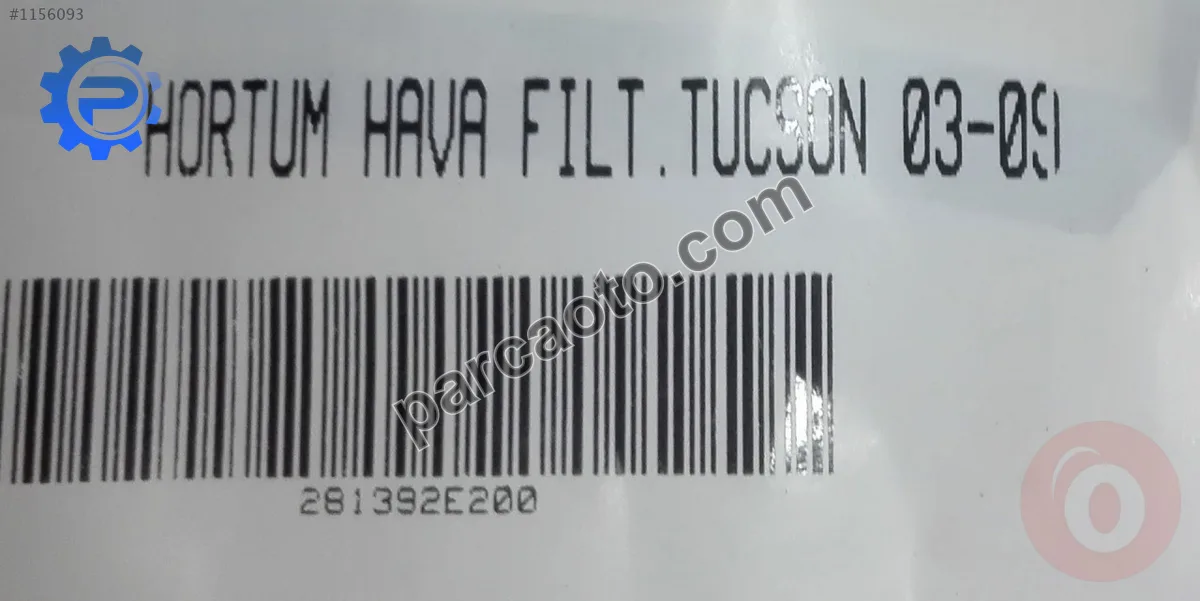 #1156093
HORTUM HAVA FILT.TUCSON 03-09
parcaoto.com
281392E200